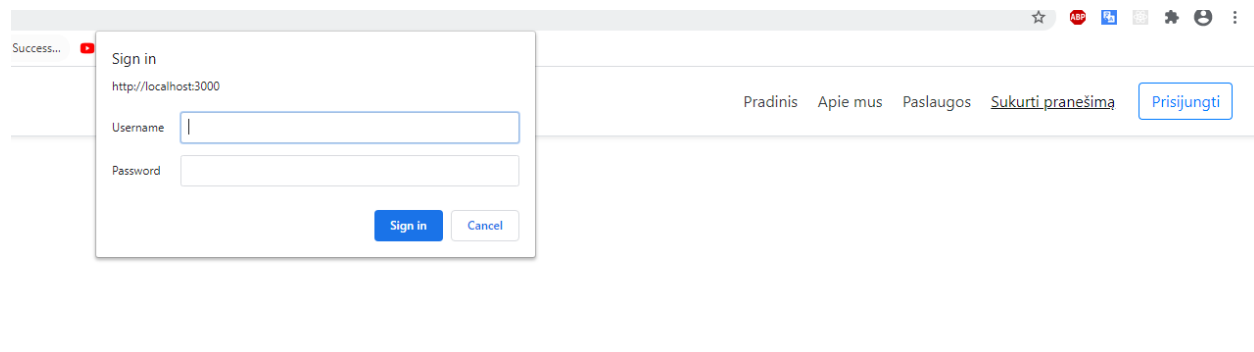 ABP
Success...
Sign in
http://localhost:3000
Pradinis Apie mus Paslaugos Sukurti pranešimą Prisijungti
Username
Password
Sign in Cancel